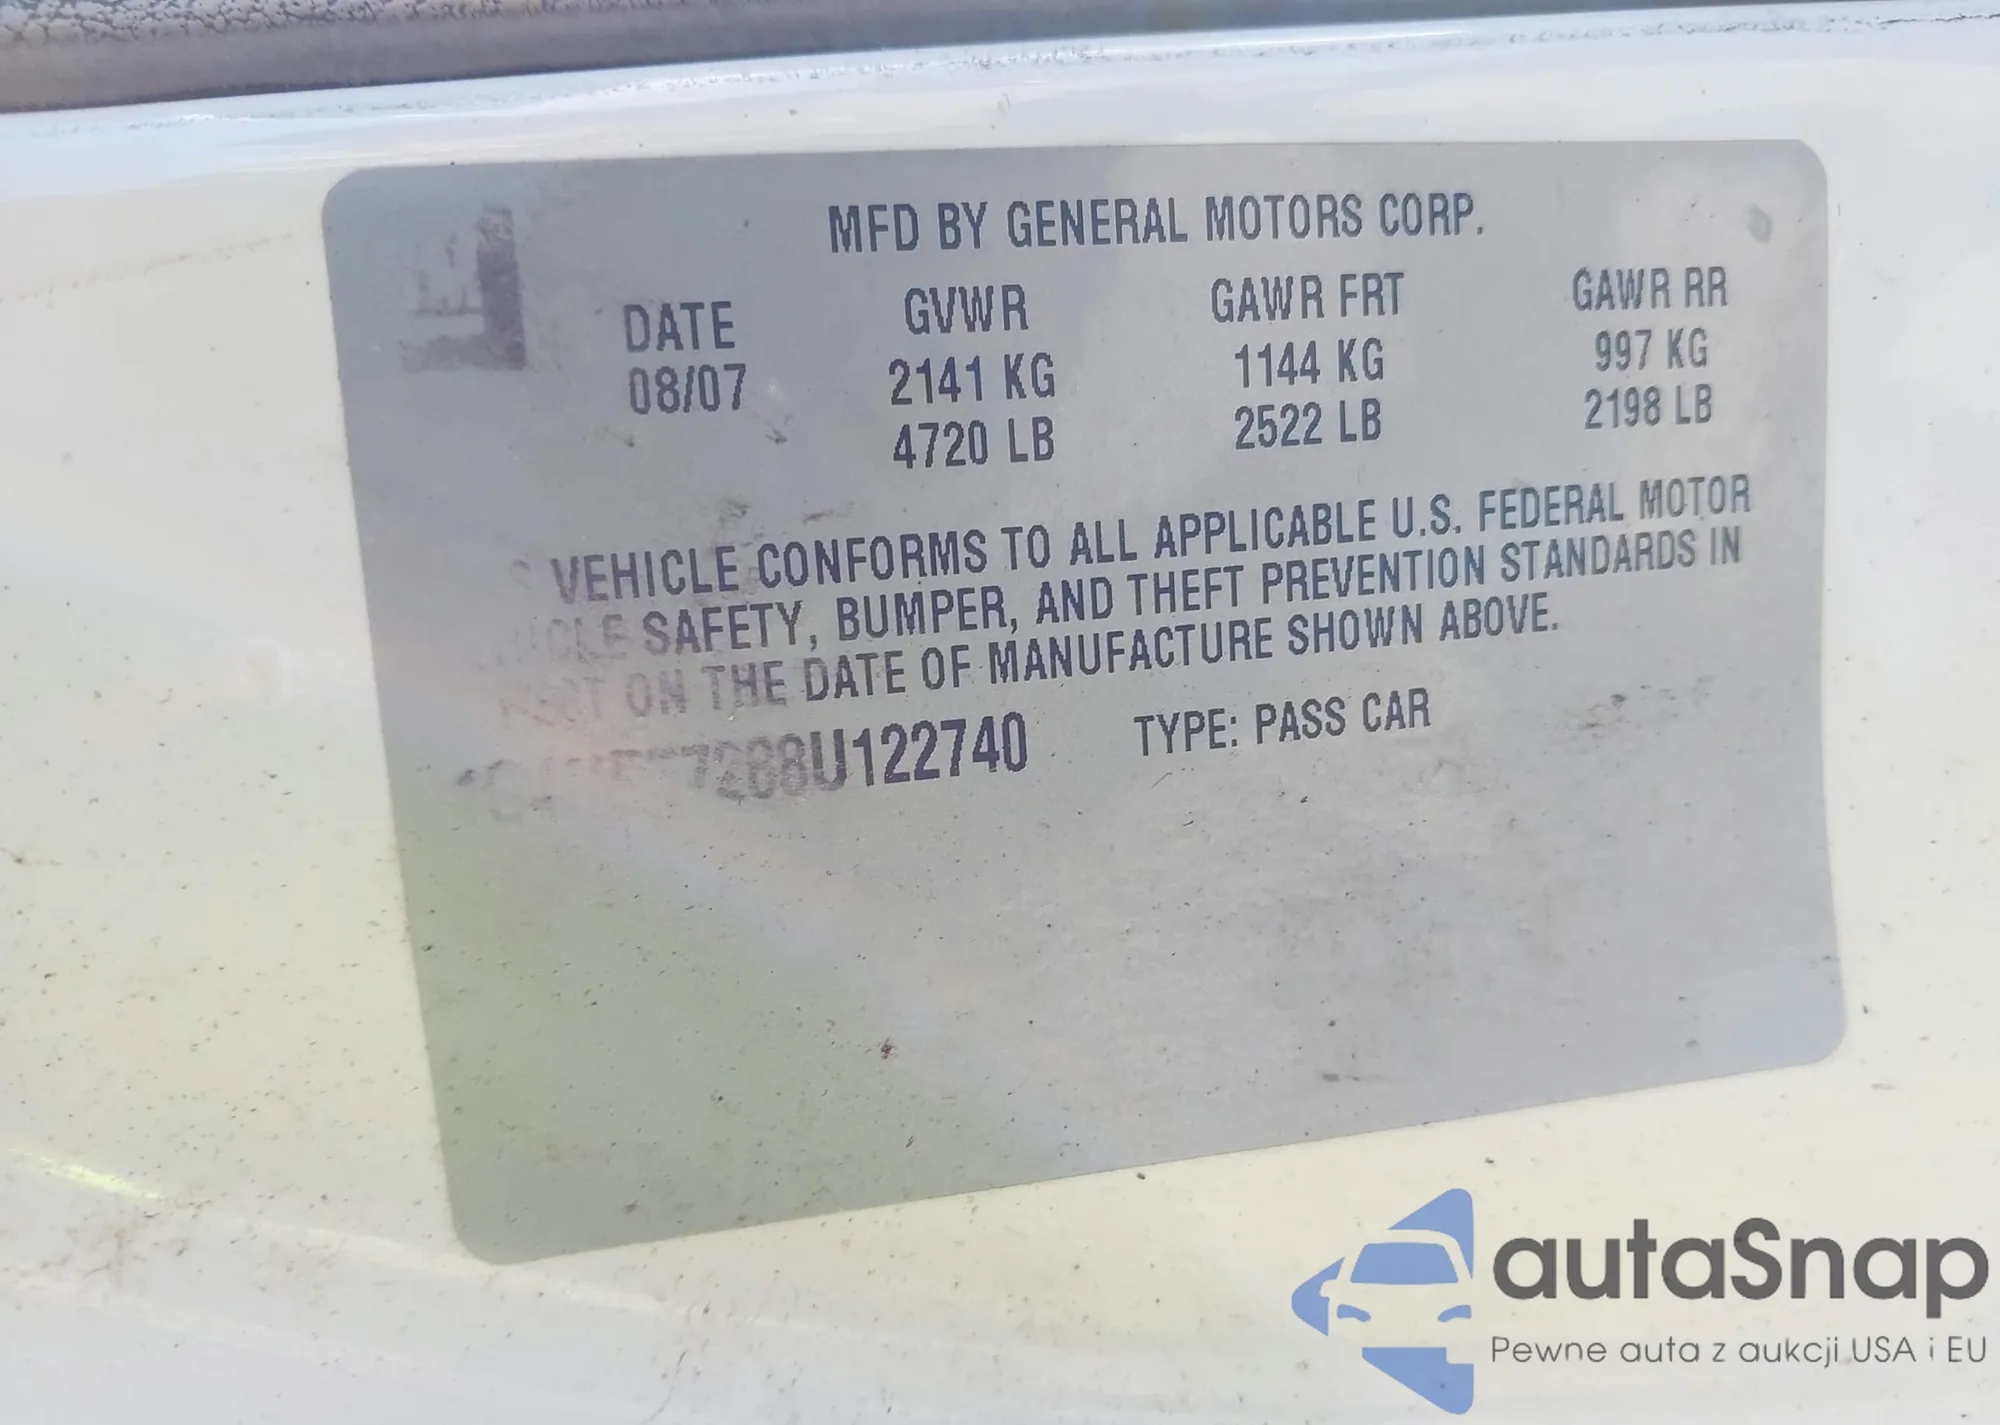 MFD BY GENERAL MOTORS CORP.
DATE GVWR GAWR FRT GAWR RR
08/07 2141 KG 1144 KG 997 KG
4720 LB 2522 LB 2198 LB
VEHICLE CONFORMS TO ALL APPLICABLE U.S. FEDERAL MOTOR
SAFETY, BUMPER, AND THEFT PREVENTION STANDARDS IN
ON THE DATE OF MANUFACTURE SHOWN ABOVE.
TYPE: PASS CAR
autaSnap
Pewne auta z aukcji USA i EU